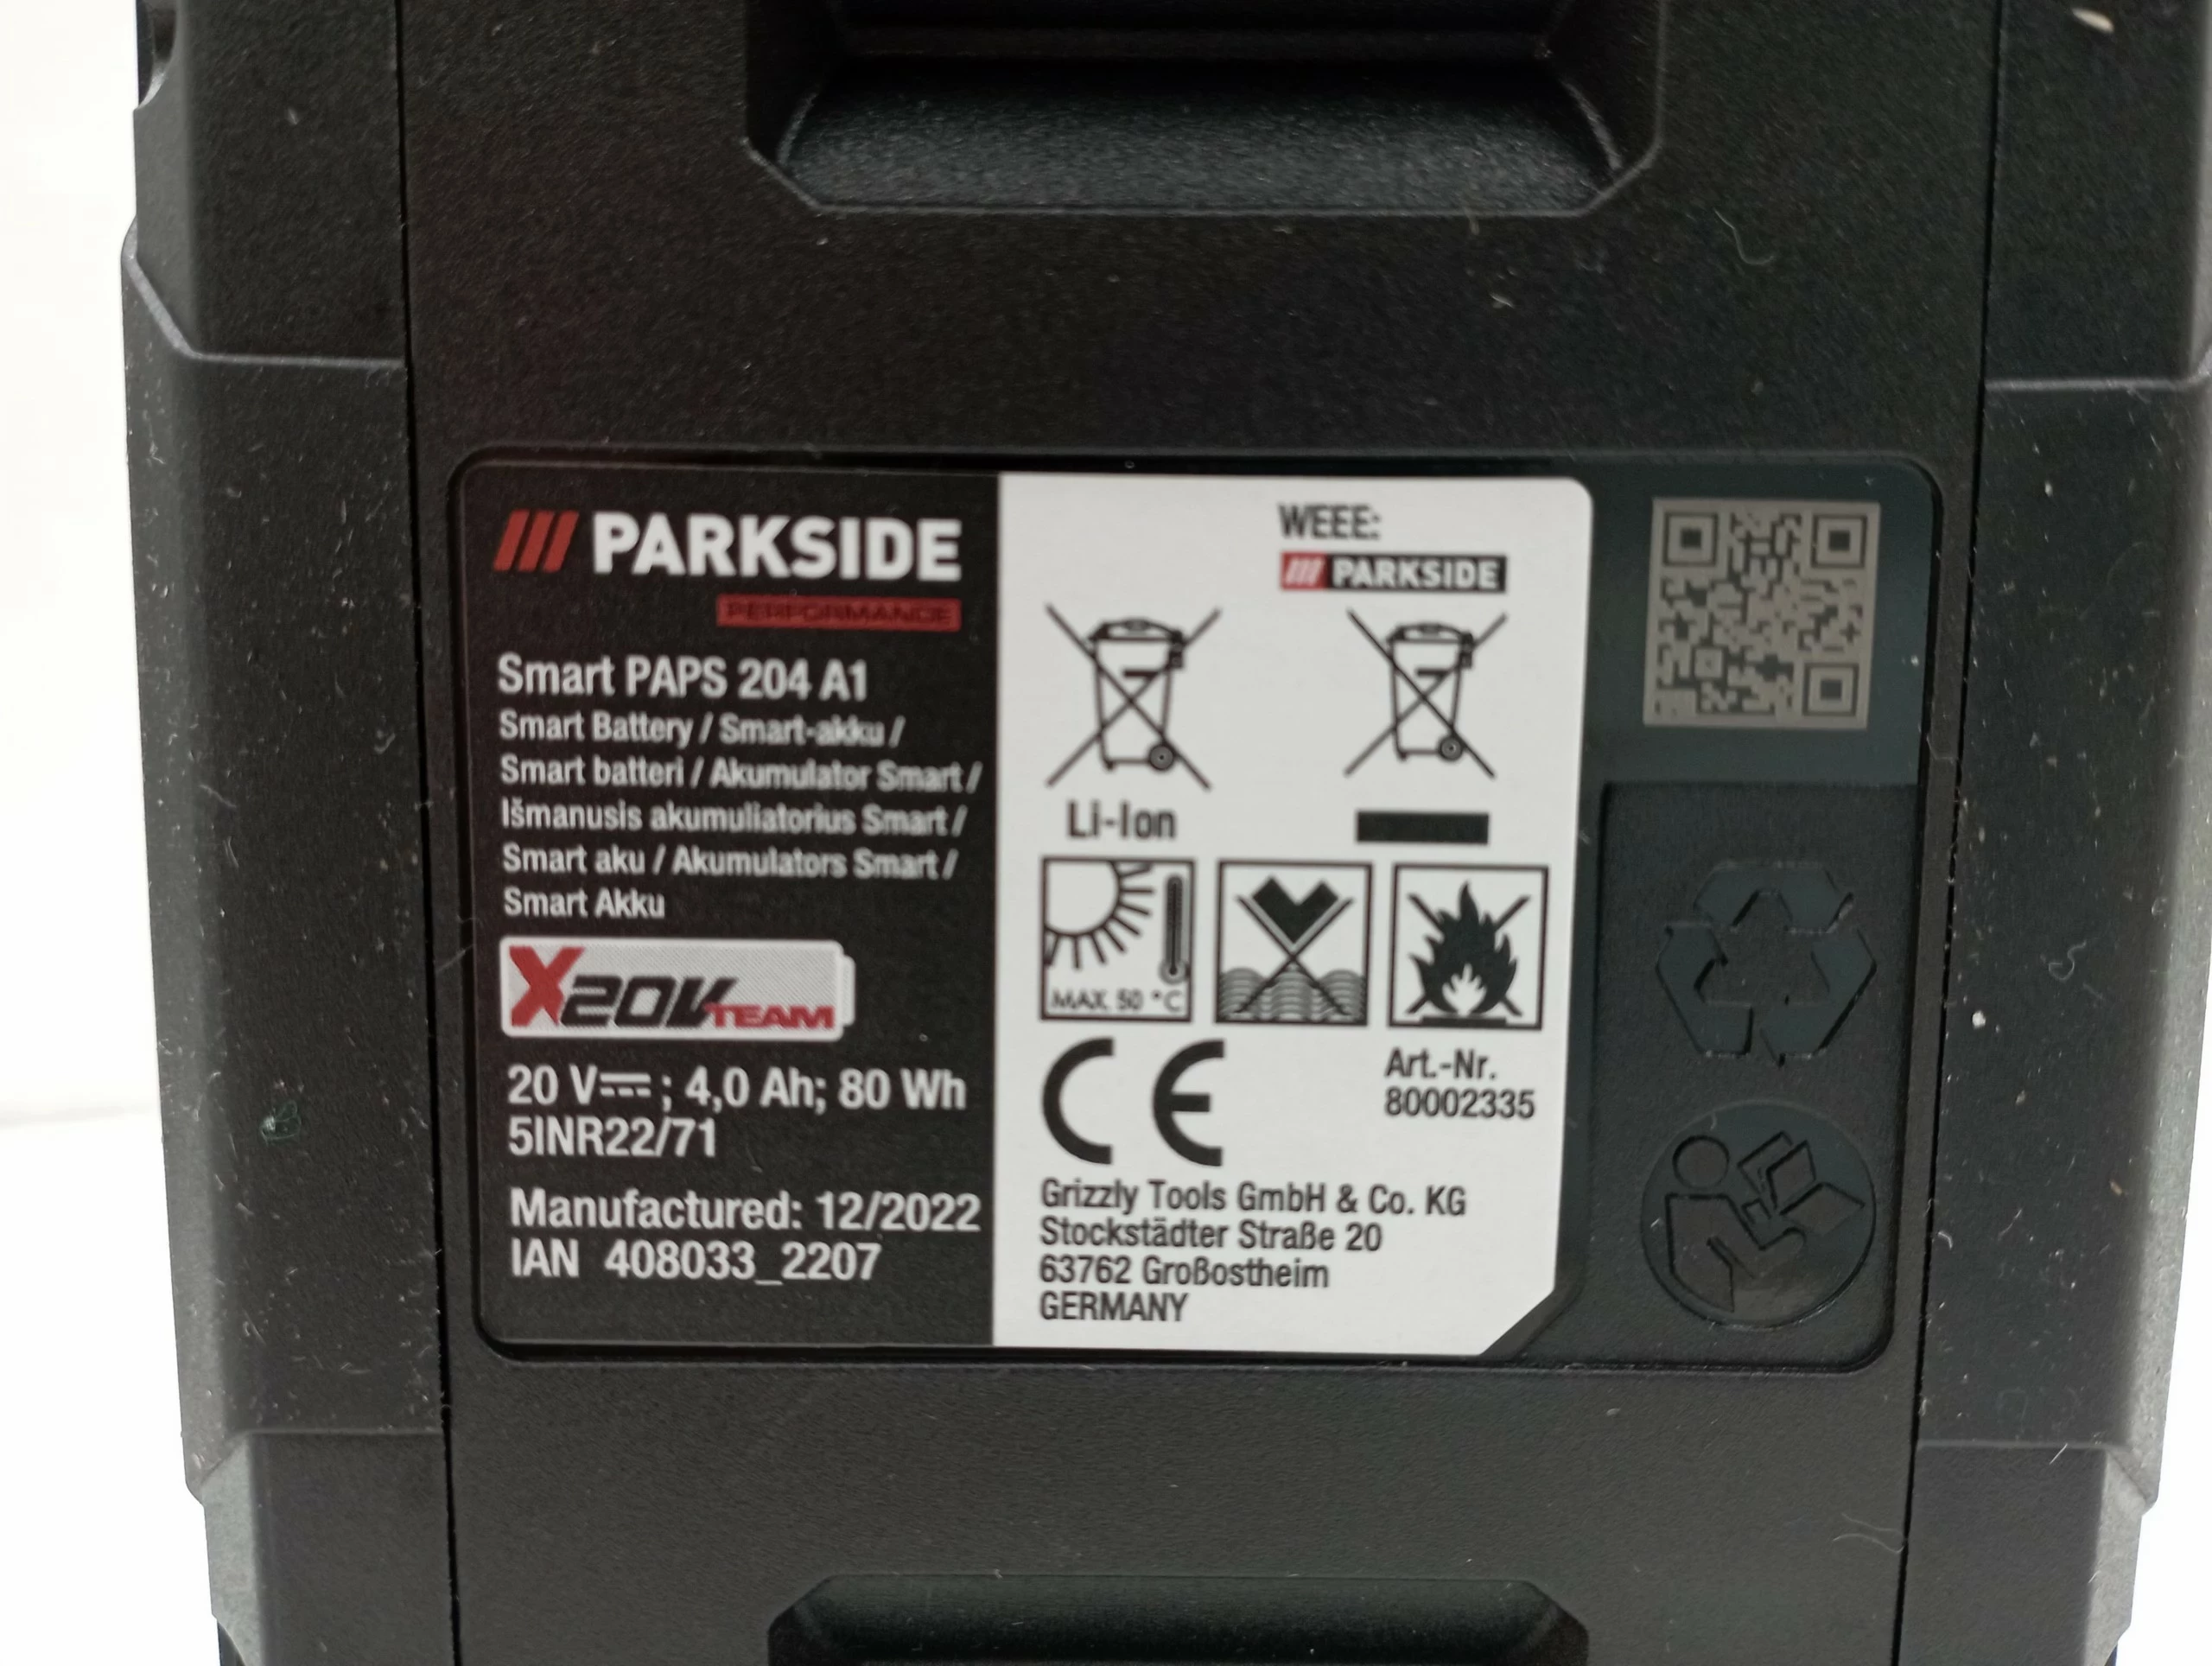 PARKSIDE
PERFORMANCE
Smart PAPS 204 A1
Smart Battery / Smart-akku /
Smart batteri / Akumulator Smart /
Išmanusis akumuliatorius Smart /
Smart aku / Akumulators Smart /
Smart Akku
X20VTEAM
20 V⎓; 4,0 Ah; 80 Wh
5INR22/71
Manufactured: 12/2022
IAN 408033_2207
WEEE:
PARKSIDE
Li-Ion
MAX. 50 °C
CE
Art.-Nr.
80002335
Grizzly Tools GmbH & Co. KG
Stockstädter Straße 20
63762 Großostheim
GERMANY